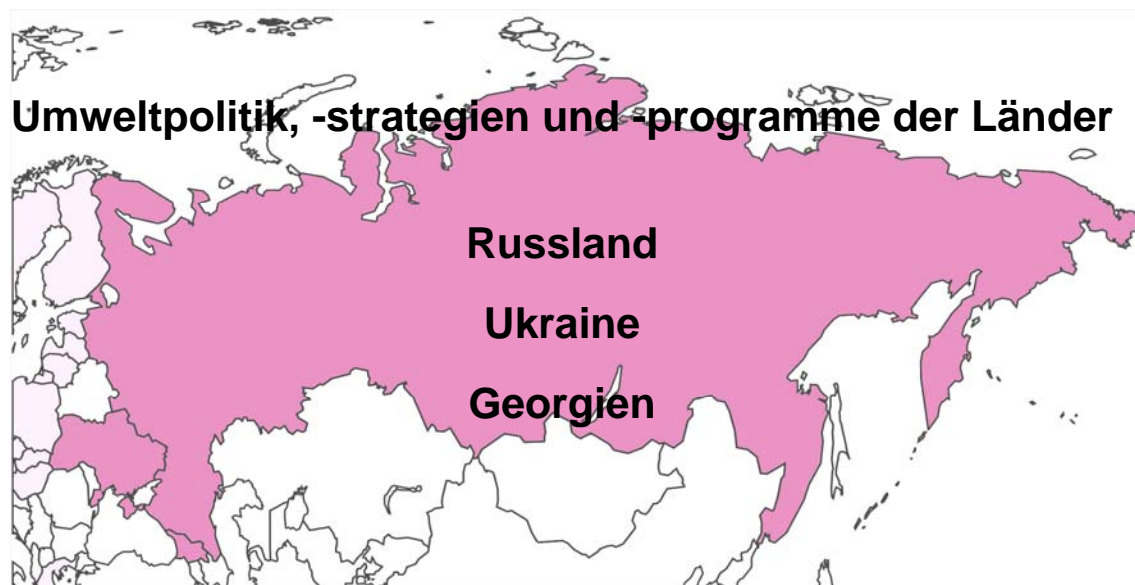 Umweltpolitik, -strategien und -programme der Länder
Russland
Ukraine
Georgien